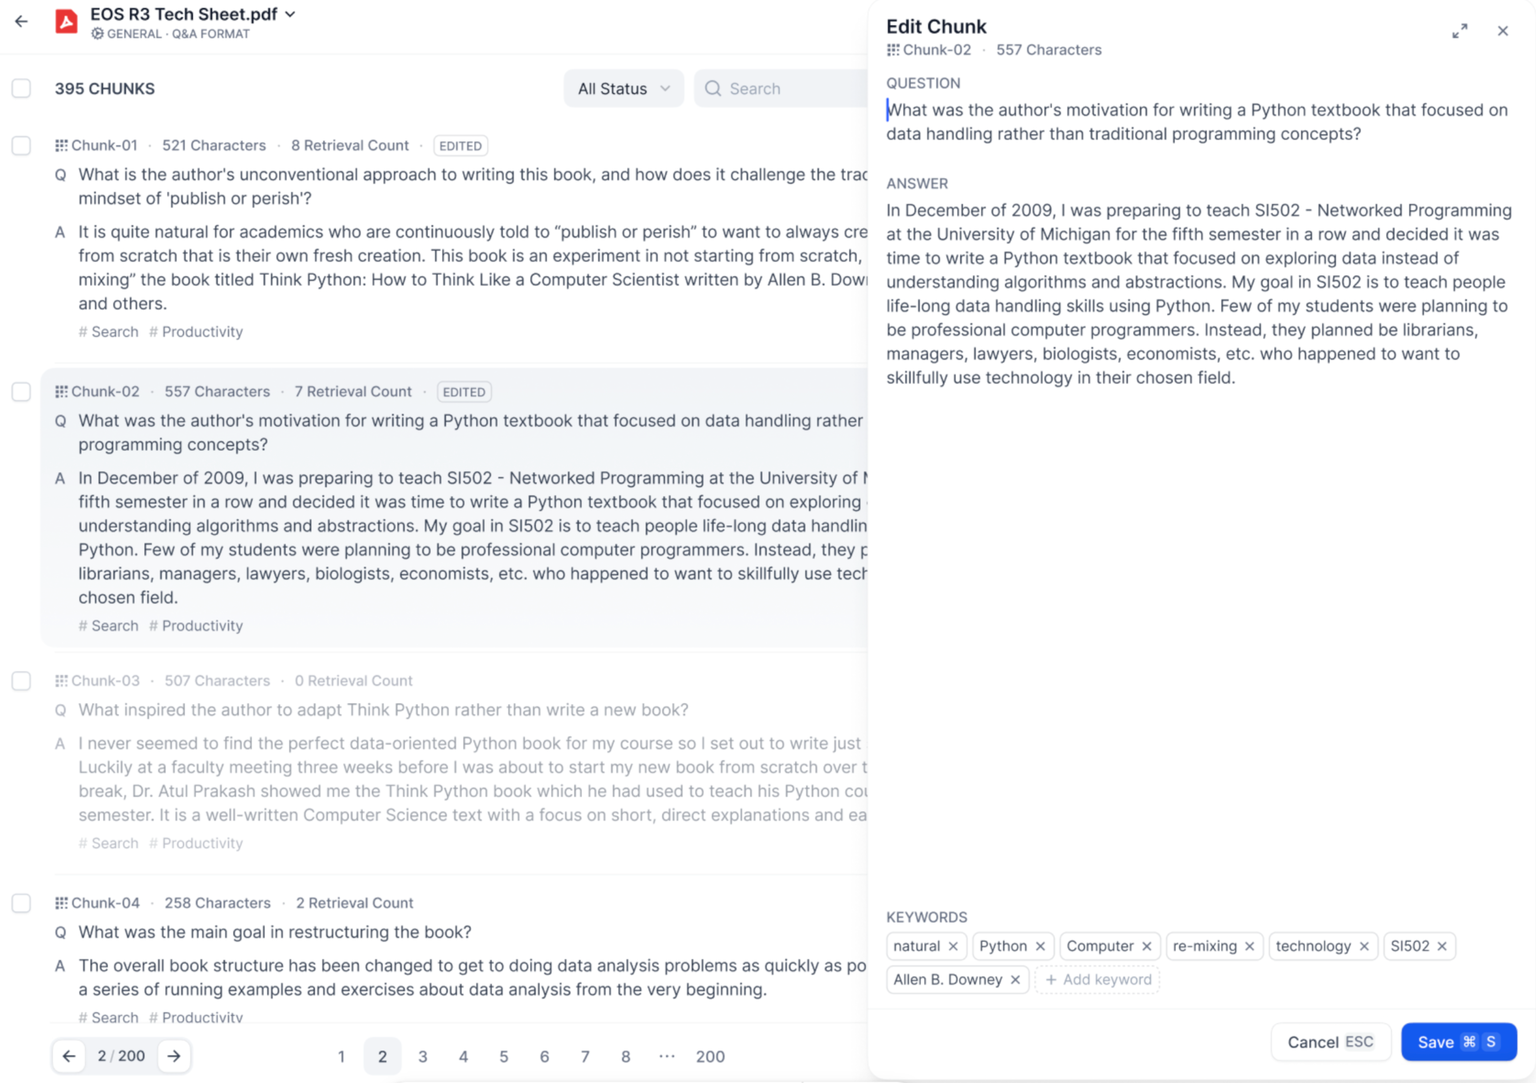 EOS R3 Tech Sheet.pdf
GENERAL · Q&A FORMAT
395 CHUNKS
All Status
Search
Chunk-01 · 521 Characters · 8 Retrieval Count · EDITED
Q What is the author's unconventional approach to writing this book, and how does it challenge the
mindset of 'publish or perish'?
A It is quite natural for academics who are continuously told to “publish or perish” to want to always
from scratch that is their own fresh creation. This book is an experiment in not starting from scratch,
mixing” the book titled Think Python: How to Think Like a Computer Scientist written by Allen B.
and others.
# Search # Productivity
Chunk-02 · 557 Characters · 7 Retrieval Count · EDITED
Q What was the author's motivation for writing a Python textbook that focused on data handling rather
programming concepts?
A In December of 2009, I was preparing to teach SI502 - Networked Programming at the University of
fifth semester in a row and decided it was time to write a Python textbook that focused on exploring
understanding algorithms and abstractions. My goal in SI502 is to teach people life-long data
Python. Few of my students were planning to be professional computer programmers. Instead, they
librarians, managers, lawyers, biologists, economists, etc. who happened to want to skillfully use
chosen field.
# Search # Productivity
Chunk-03 · 507 Characters · 0 Retrieval Count
Q What inspired the author to adapt Think Python rather than write a new book?
A I never seemed to find the perfect data-oriented Python book for my course so I set out to write just
Luckily at a faculty meeting three weeks before I was about to start my new book from scratch over
break, Dr. Atul Prakash showed me the Think Python book which he had used to teach his Python
semester. It is a well-written Computer Science text with a focus on short, direct explanations and
# Search # Productivity
Chunk-04 · 258 Characters · 2 Retrieval Count
Q What was the main goal in restructuring the book?
A The overall book structure has been changed to get to doing data analysis problems as quickly as
a series of running examples and exercises about data analysis from the very beginning.
# Search # Productivity
2 / 200
1 2 3 4 5 6 7 8 ··· 200
Edit Chunk
Chunk-02 · 557 Characters
QUESTION
What was the author's motivation for writing a Python textbook that focused on
data handling rather than traditional programming concepts?
ANSWER
In December of 2009, I was preparing to teach SI502 - Networked Programming
at the University of Michigan for the fifth semester in a row and decided it was
time to write a Python textbook that focused on exploring data instead of
understanding algorithms and abstractions. My goal in SI502 is to teach people
life-long data handling skills using Python. Few of my students were planning to
be professional computer programmers. Instead, they planned be librarians,
managers, lawyers, biologists, economists, etc. who happened to want to
skillfully use technology in their chosen field.
KEYWORDS
natural × Python × Computer × re-mixing × technology × SI502 ×
Allen B. Downey × + Add keyword
Cancel ESC
Save ⌘ S